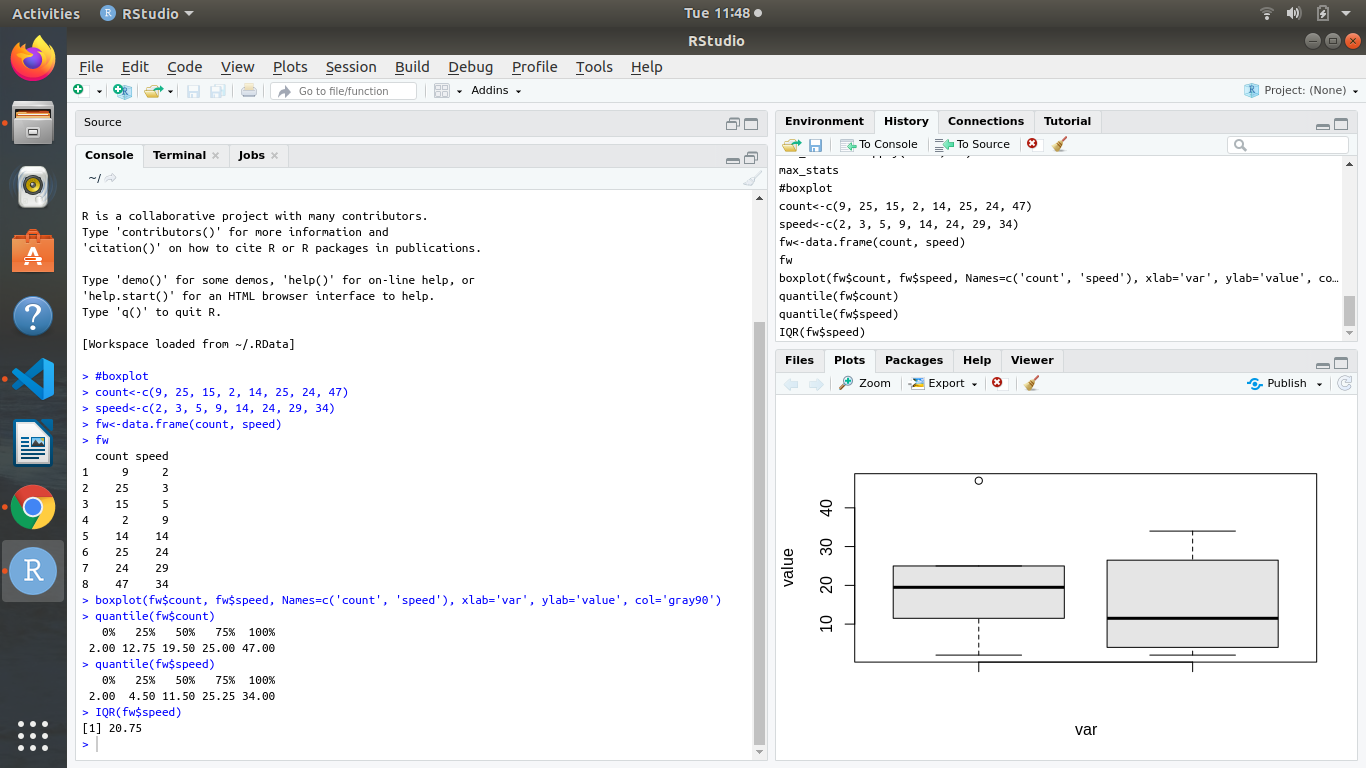 Activities RStudio Tue 11:48
RStudio
File Edit Code View Plots Session Build Debug Profile Tools Help
Go to file/function Addins Project: (None)
Source
Console Terminal Jobs
~/
R is a collaborative project with many contributors.
Type 'contributors()' for more information and
'citation()' on how to cite R or R packages in publications.
Type 'demo()' for some demos, 'help()' for on-line help, or
'help.start()' for an HTML browser interface to help.
Type 'q()' to quit R.
[Workspace loaded from ~/.RData]
> #boxplot
> count<-c(9, 25, 15, 2, 14, 25, 24, 47)
> speed<-c(2, 3, 5, 9, 14, 24, 29, 34)
> fw<-data.frame(count, speed)
> fw
count speed
1 9 2
2 25 3
3 15 5
4 2 9
5 14 14
6 25 24
7 24 29
8 47 34
> boxplot(fw$count, fw$speed, Names=c('count', 'speed'), xlab='var', ylab='value', col='gray90')
> quantile(fw$count)
0% 25% 50% 75% 100%
2.00 12.75 19.50 25.00 47.00
> quantile(fw$speed)
0% 25% 50% 75% 100%
2.00 4.50 11.50 25.25 34.00
> IQR(fw$speed)
[1] 20.75
>
Environment History Connections Tutorial
To Console To Source
max_stats
#boxplot
count<-c(9, 25, 15, 2, 14, 25, 24, 47)
speed<-c(2, 3, 5, 9, 14, 24, 29, 34)
fw<-data.frame(count, speed)
fw
boxplot(fw$count, fw$speed, Names=c('count', 'speed'), xlab='var', ylab='value', co…
quantile(fw$count)
quantile(fw$speed)
IQR(fw$speed)
Files Plots Packages Help Viewer
Zoom Export Publish
value
40
30
20
10
var